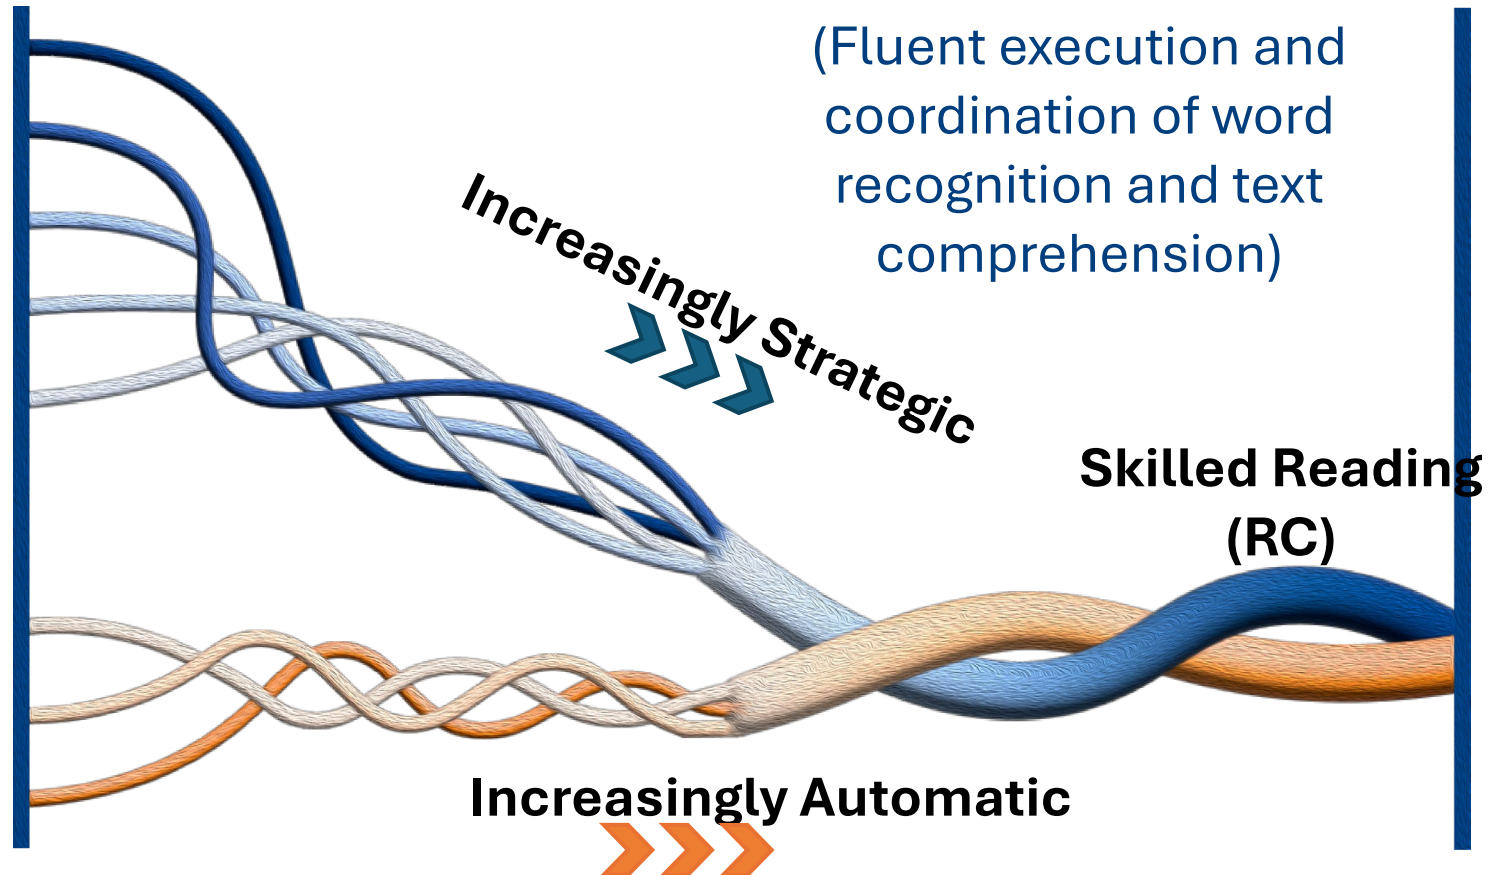 (Fluent execution and
coordination of word
recognition and text
comprehension)
Increasingly Strategic
Skilled Reading
(RC)
Increasingly Automatic